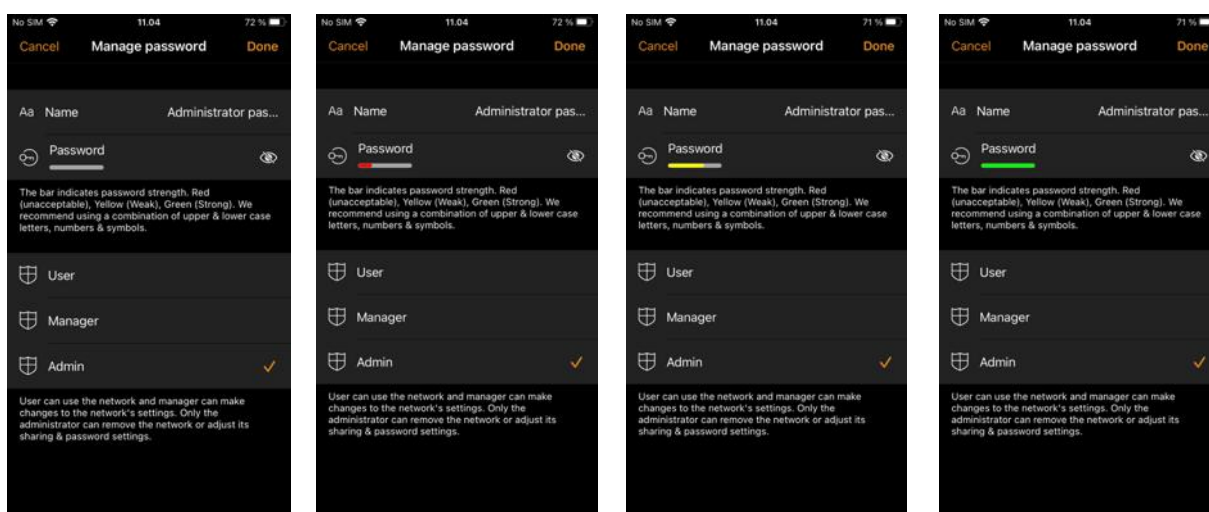 No SIM 11.04 72 %
Cancel Manage password Done
Aa Name Administrator pas...
Password
The bar indicates password strength. Red
(unacceptable), Yellow (Weak), Green (Strong). We
recommend using a combination of upper & lower case
letters, numbers & symbols.
User
Manager
Admin
User can use the network and manager can make
changes to the network's settings. Only the
administrator can remove the network or adjust its
sharing & password settings.
No SIM 11.04 72 %
Cancel Manage password Done
Aa Name Administrator pas...
Password
The bar indicates password strength. Red
(unacceptable), Yellow (Weak), Green (Strong). We
recommend using a combination of upper & lower case
letters, numbers & symbols.
User
Manager
Admin
User can use the network and manager can make
changes to the network's settings. Only the
administrator can remove the network or adjust its
sharing & password settings.
No SIM 11.04 71 %
Cancel Manage password Done
Aa Name Administrator pas...
Password
The bar indicates password strength. Red
(unacceptable), Yellow (Weak), Green (Strong). We
recommend using a combination of upper & lower case
letters, numbers & symbols.
User
Manager
Admin
User can use the network and manager can make
changes to the network's settings. Only the
administrator can remove the network or adjust its
sharing & password settings.
No SIM 11.04 71 %
Cancel Manage password Done
Aa Name Administrator pas...
Password
The bar indicates password strength. Red
(unacceptable), Yellow (Weak), Green (Strong). We
recommend using a combination of upper & lower case
letters, numbers & symbols.
User
Manager
Admin
User can use the network and manager can make
changes to the network's settings. Only the
administrator can remove the network or adjust its
sharing & password settings.